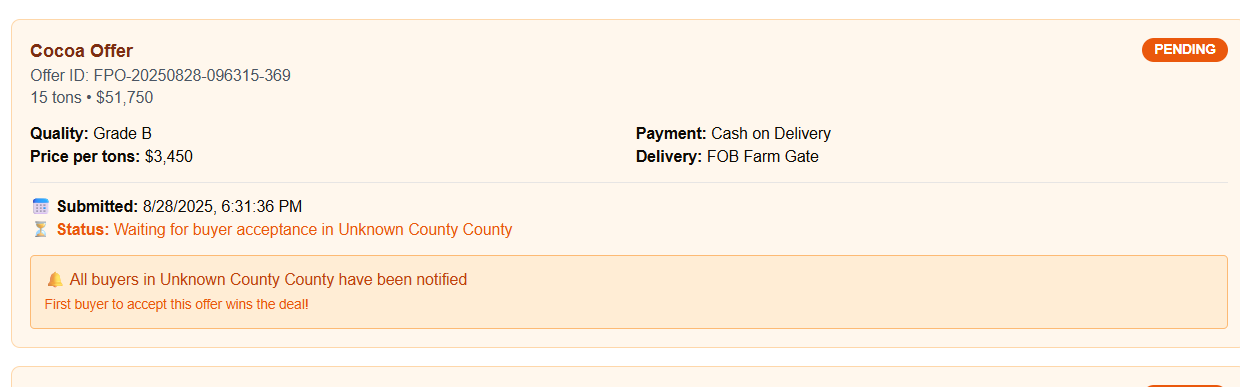 Cocoa Offer
PENDING
Offer ID: FPO-20250828-096315-369
15 tons • $51,750
Quality: Grade B
Payment: Cash on Delivery
Price per tons: $3,450
Delivery: FOB Farm Gate
Submitted: 8/28/2025, 6:31:36 PM
Status: Waiting for buyer acceptance in Unknown County County
All buyers in Unknown County County have been notified
First buyer to accept this offer wins the deal!